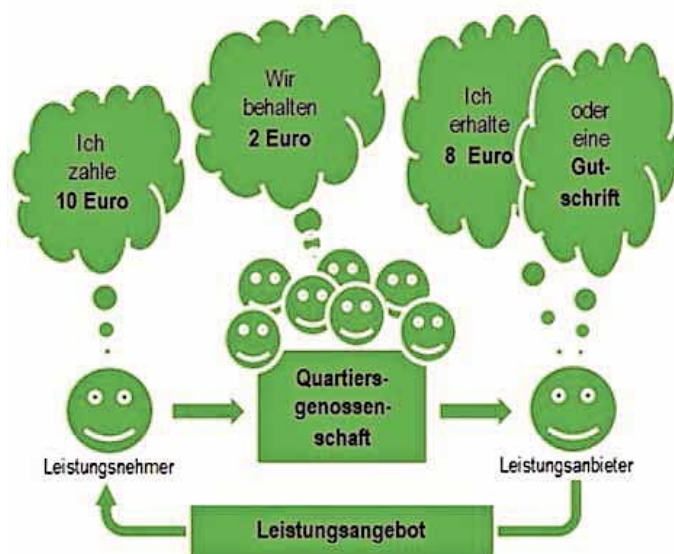 Ich
zahle
10 Euro
Wir
behalten
2 Euro
Ich
erhalte
8 Euro
oder
eine
Gut-
schrift
Quartiers-
genossen-
schaft
Leistungsnehmer
Leistungsanbieter
Leistungsangebot